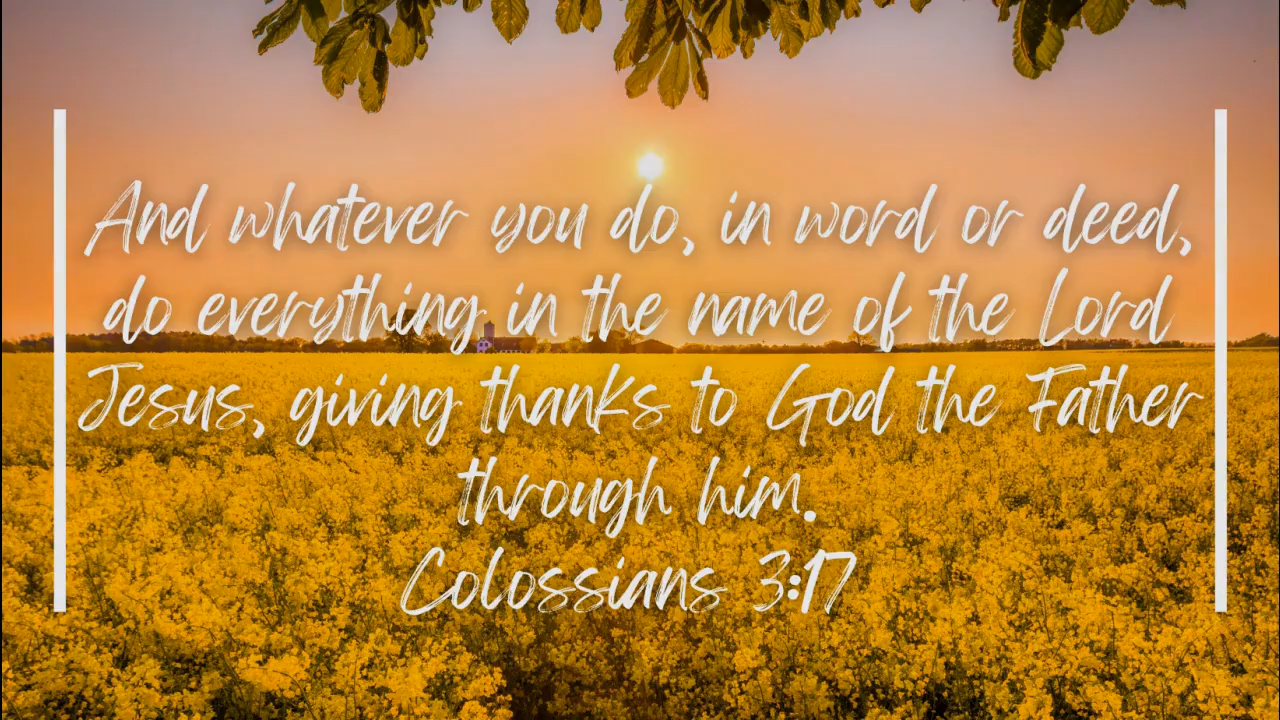 And whatever you do, in word or deed,
do everything in the name of the Lord
Jesus, giving thanks to God the Father
through him.
Colossians 3:17